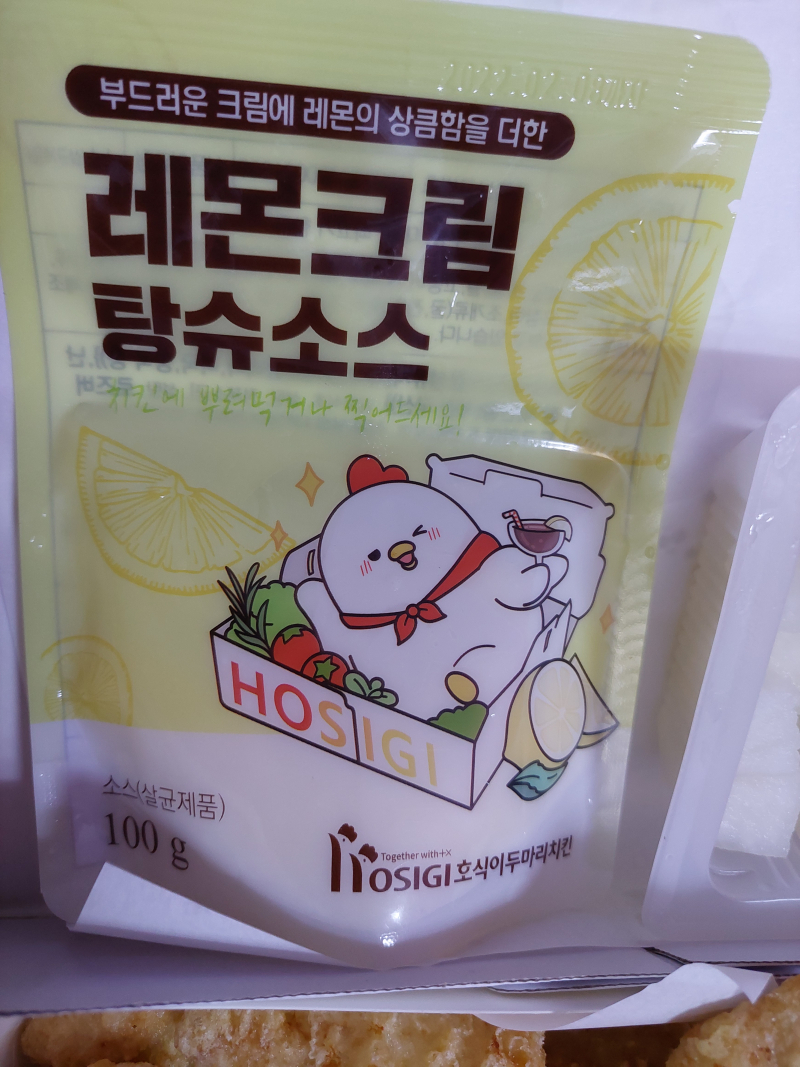 부드러운 크림에 레몬의 상큼함을 더한
레몬크림
탕슈소스
치킨에 뿌려먹거나 찍어드세요!
HOSIGI
소스(살균제품)
100 g
Together with+x
HOSIGI 호식이두마리치킨